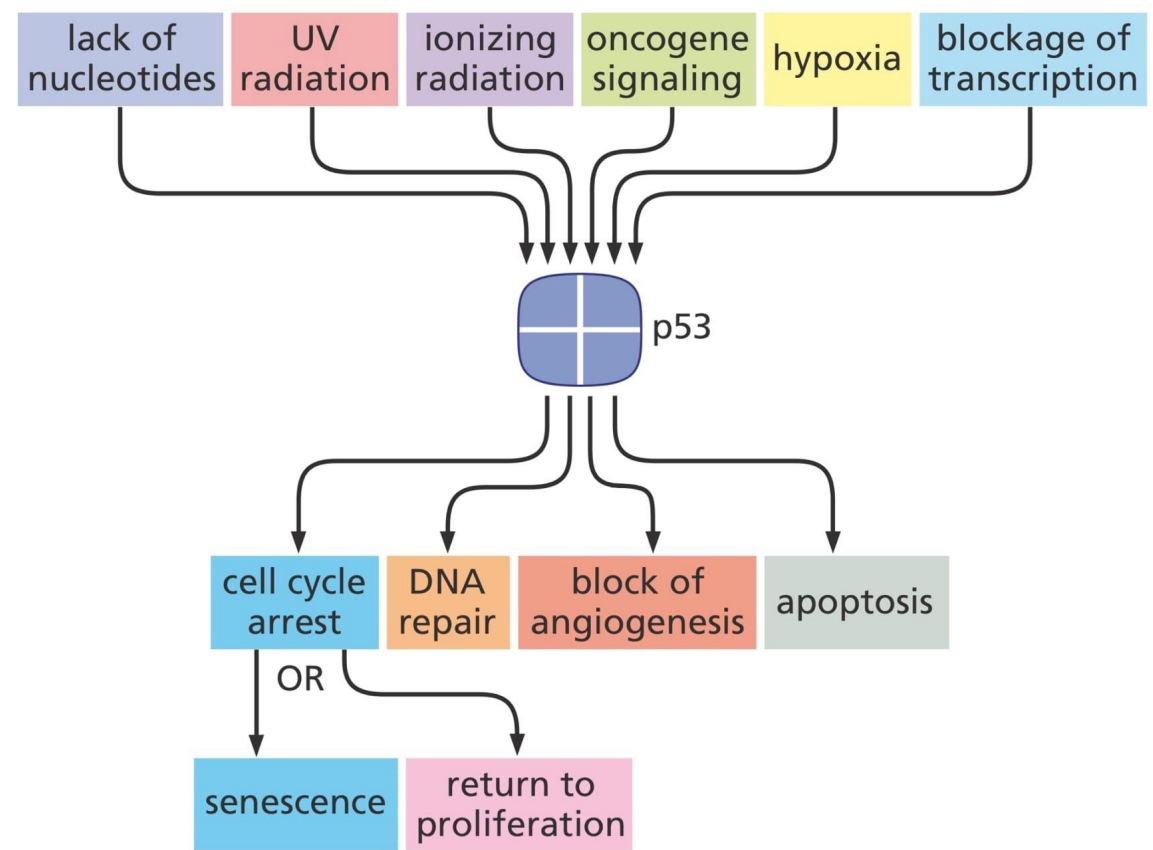 lack of
nucleotides
UV
radiation
ionizing
radiation
oncogene
signaling
hypoxia
blockage of
transcription
p53
cell cycle
arrest
DNA
repair
block of
angiogenesis
apoptosis
OR
senescence
return to
proliferation